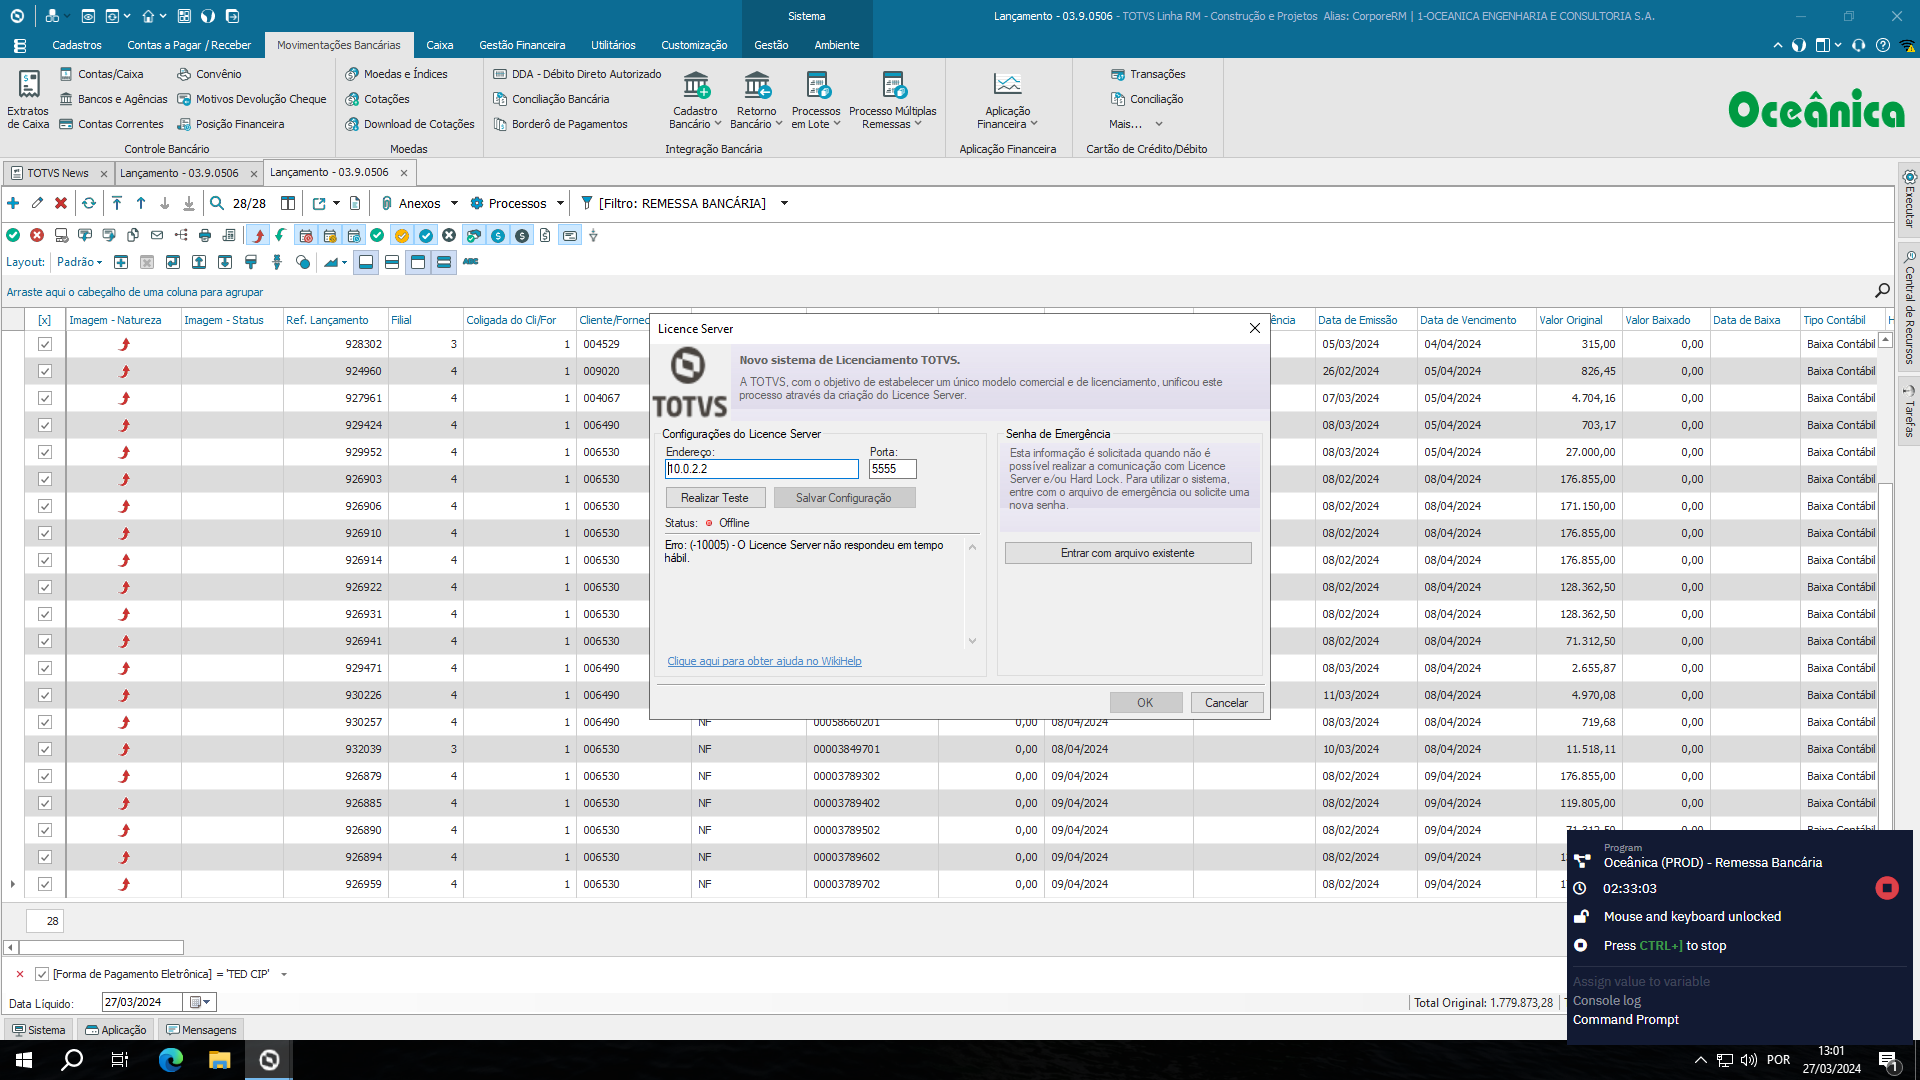 Sistema
Lançamento - 03.9.0506 - TOTVS Linha RM - Construção e Projetos  Alias: CorporeRM | 1-OCEANICA ENGENHARIA E CONSULTORIA S.A.
Cadastros
Contas a Pagar / Receber
Movimentações Bancárias
Caixa
Gestão Financeira
Utilitários
Customização
Gestão
Ambiente
Extratos de Caixa
Contas/Caixa
Bancos e Agências
Contas Correntes
Convênio
Motivos Devolução Cheque
Posição Financeira
Controle Bancário
Moedas e Índices
Cotações
Download de Cotações
Moedas
DDA - Débito Direto Autorizado
Conciliação Bancária
Borderô de Pagamentos
Cadastro Bancário
Retorno Bancário
Processos em Lote
Processo Múltiplas Remessas
Integração Bancária
Aplicação Financeira
Aplicação Financeira
Transações
Conciliação
Mais...
Cartão de Crédito/Débito
Oceânica
TOTVS News
Lançamento - 03.9.0506
Lançamento - 03.9.0506
28/28
Anexos
Processos
[Filtro: REMESSA BANCÁRIA]
Layout: Padrão
ABC
Arraste aqui o cabeçalho de uma coluna para agrupar
Executar
Central de Recursos
Tarefas
[x] Imagem - Natureza Imagem - Status Ref. Lançamento Filial Coligada do Cli/For Cliente/Fornec ência Data de Emissão Data de Vencimento Valor Original Valor Baixado Data de Baixa Tipo Contábil H
928302 3 1 004529 05/03/2024 04/04/2024 315,00 0,00 Baixa Contábil
924960 4 1 009020 26/02/2024 05/04/2024 826,45 0,00 Baixa Contábil
927961 4 1 004067 07/03/2024 05/04/2024 4.704,16 0,00 Baixa Contábil
929424 4 1 006490 08/03/2024 05/04/2024 703,17 0,00 Baixa Contábil
929952 4 1 006530 08/03/2024 05/04/2024 27.000,00 0,00 Baixa Contábil
926903 4 1 006530 08/02/2024 08/04/2024 176.855,00 0,00 Baixa Contábil
926906 4 1 006530 08/02/2024 08/04/2024 171.150,00 0,00 Baixa Contábil
926910 4 1 006530 08/02/2024 08/04/2024 176.855,00 0,00 Baixa Contábil
926914 4 1 006530 08/02/2024 08/04/2024 176.855,00 0,00 Baixa Contábil
926922 4 1 006530 08/02/2024 08/04/2024 128.362,50 0,00 Baixa Contábil
926931 4 1 006530 08/02/2024 08/04/2024 128.362,50 0,00 Baixa Contábil
926941 4 1 006530 08/02/2024 08/04/2024 71.312,50 0,00 Baixa Contábil
929471 4 1 006490 08/03/2024 08/04/2024 2.655,87 0,00 Baixa Contábil
930226 4 1 006490 11/03/2024 08/04/2024 4.970,08 0,00 Baixa Contábil
930257 4 1 006490 NF 00058660201 0,00 08/04/2024 08/03/2024 08/04/2024 719,68 0,00 Baixa Contábil
932039 3 1 006530 NF 00003849701 0,00 08/04/2024 10/03/2024 08/04/2024 11.518,11 0,00 Baixa Contábil
926879 4 1 006530 NF 00003789302 0,00 09/04/2024 08/02/2024 09/04/2024 176.855,00 0,00 Baixa Contábil
926885 4 1 006530 NF 00003789402 0,00 09/04/2024 08/02/2024 09/04/2024 119.805,00 0,00 Baixa Contábil
926890 4 1 006530 NF 00003789502 0,00 09/04/2024 08/02/2024 09/04/2024 71.312,50 0,00 Baixa Contábil
926894 4 1 006530 NF 00003789602 0,00 09/04/2024 08/02/2024 09/04/2024
926959 4 1 006530 NF 00003789702 0,00 09/04/2024 08/02/2024 09/04/2024
28
Licence Server
TOTVS
Novo sistema de Licenciamento TOTVS.
A TOTVS, com o objetivo de estabelecer um único modelo comercial e de licenciamento, unificou este
processo através da criação do Licence Server.
Configurações do Licence Server
Endereço: Porta:
10.0.2.2 5555
Realizar Teste Salvar Configuração
Status: Offline
Erro: (-10005) - O Licence Server não respondeu em tempo
hábil.
Clique aqui para obter ajuda no WikiHelp
Senha de Emergência
Esta informação é solicitada quando não é
possível realizar a comunicação com Licence
Server e/ou Hard Lock. Para utilizar o sistema,
entre com o arquivo de emergência ou solicite uma
nova senha.
Entrar com arquivo existente
OK Cancelar
[Forma de Pagamento Eletrônica] = 'TED CIP'
Data Líquido: 27/03/2024
Total Original: 1.779.873,28
Sistema Aplicação Mensagens
Program
Oceânica (PROD) - Remessa Bancária
02:33:03
Mouse and keyboard unlocked
Press CTRL+] to stop
Assign value to variable
Console log
Command Prompt
POR
13:01
27/03/2024
1